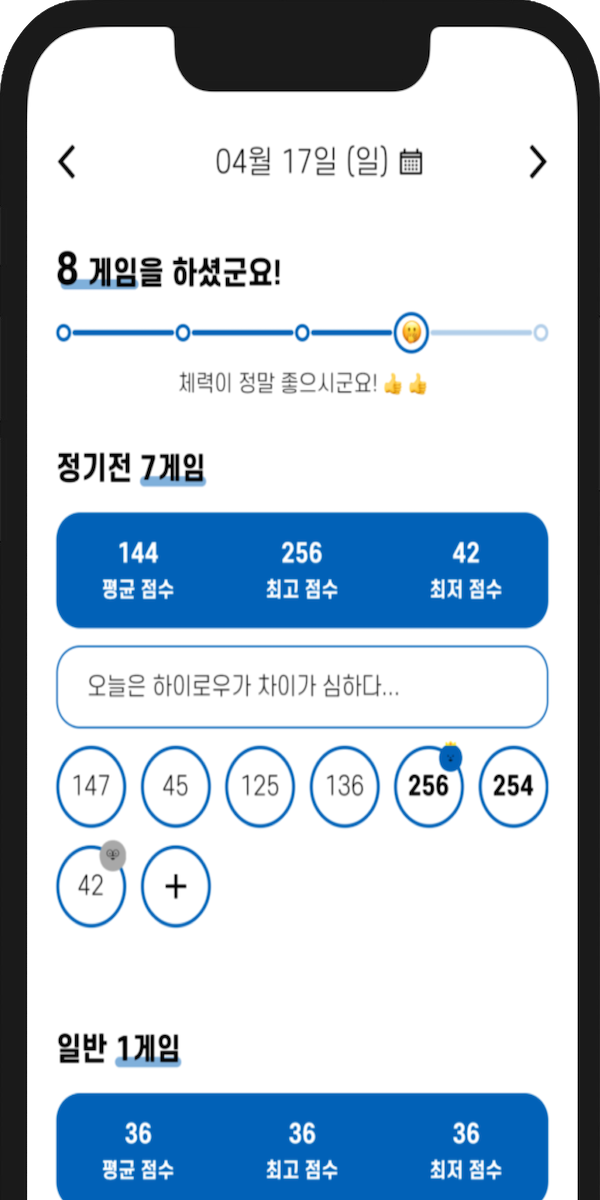 04월 17일 (일)
8 게임을 하셨군요!
체력이 정말 좋으시군요! 👍 👍
정기전 7게임
144 256 42
평균 점수 최고 점수 최저 점수
오늘은 하이로우가 차이가 심하다...
147 45 125 136 256 254
42 +
일반 1게임
36 36 36
평균 점수 최고 점수 최저 점수